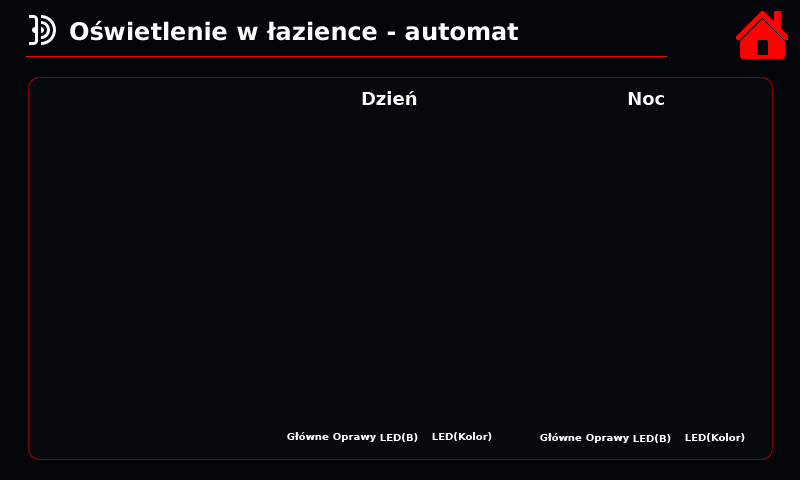 Oświetlenie w łazience - automat
Dzień Noc
Główne Oprawy LED(B) LED(Kolor) Główne Oprawy LED(B) LED(Kolor)